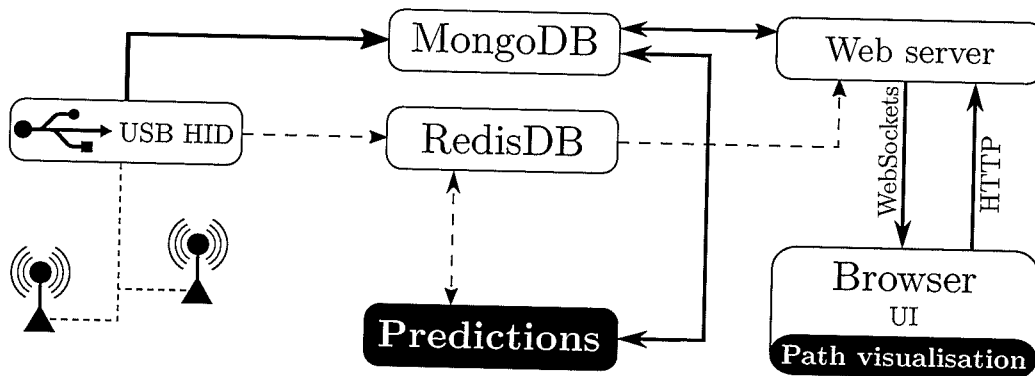 MongoDB
Web server
USB HID
RedisDB
WebSockets
HTTP
Browser
UI
Predictions
Path visualisation